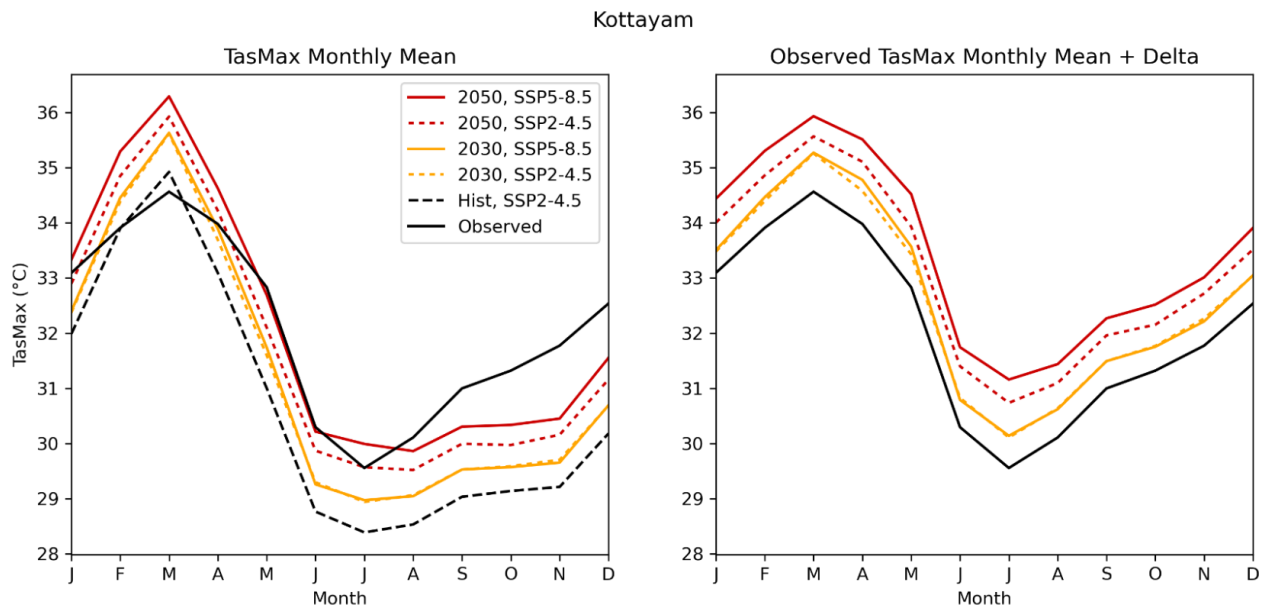 Kottayam
TasMax Monthly Mean
TasMax (°C)
36
35
34
33
32
31
30
29
28
2050, SSP5-8.5
2050, SSP2-4.5
2030, SSP5-8.5
2030, SSP2-4.5
Hist, SSP2-4.5
Observed
J F M A M J J A S O N D
Month
Observed TasMax Monthly Mean + Delta
36
35
34
33
32
31
30
29
28
J F M A M J J A S O N D
Month